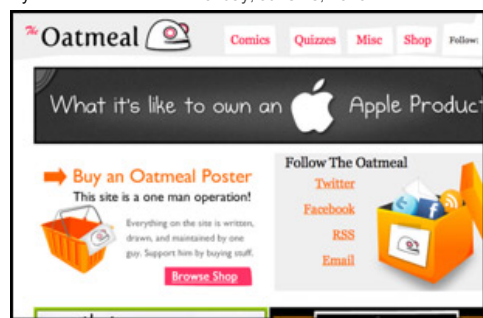 The Oatmeal
Comics Quizzes Misc Shop Follow:
What it's like to own an Apple Product
Buy an Oatmeal Poster
This site is a one man operation!
Everything on the site is written,
drawn, and maintained by one
guy. Support him by buying stuff.
Browse Shop
Follow The Oatmeal
Twitter
Facebook
RSS
Email